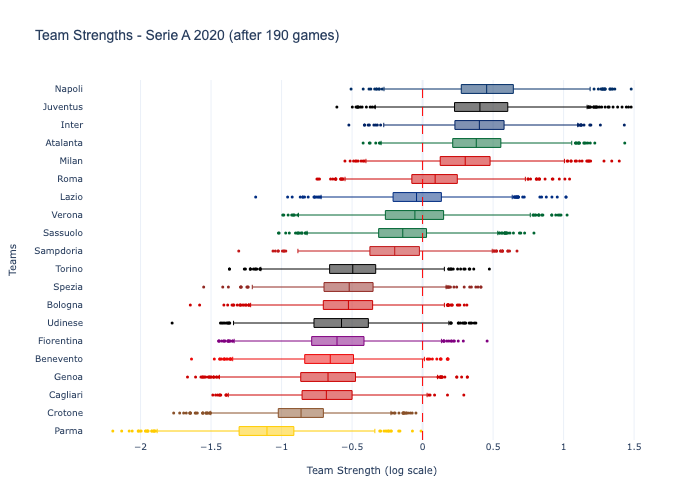 Team Strengths - Serie A 2020 (after 190 games)
Napoli
Juventus
Inter
Atalanta
Milan
Roma
Lazio
Verona
Sassuolo
Sampdoria
Torino
Spezia
Bologna
Udinese
Fiorentina
Benevento
Genoa
Cagliari
Crotone
Parma
Teams
−2 −1.5 −1 −0.5 0 0.5 1 1.5
Team Strength (log scale)